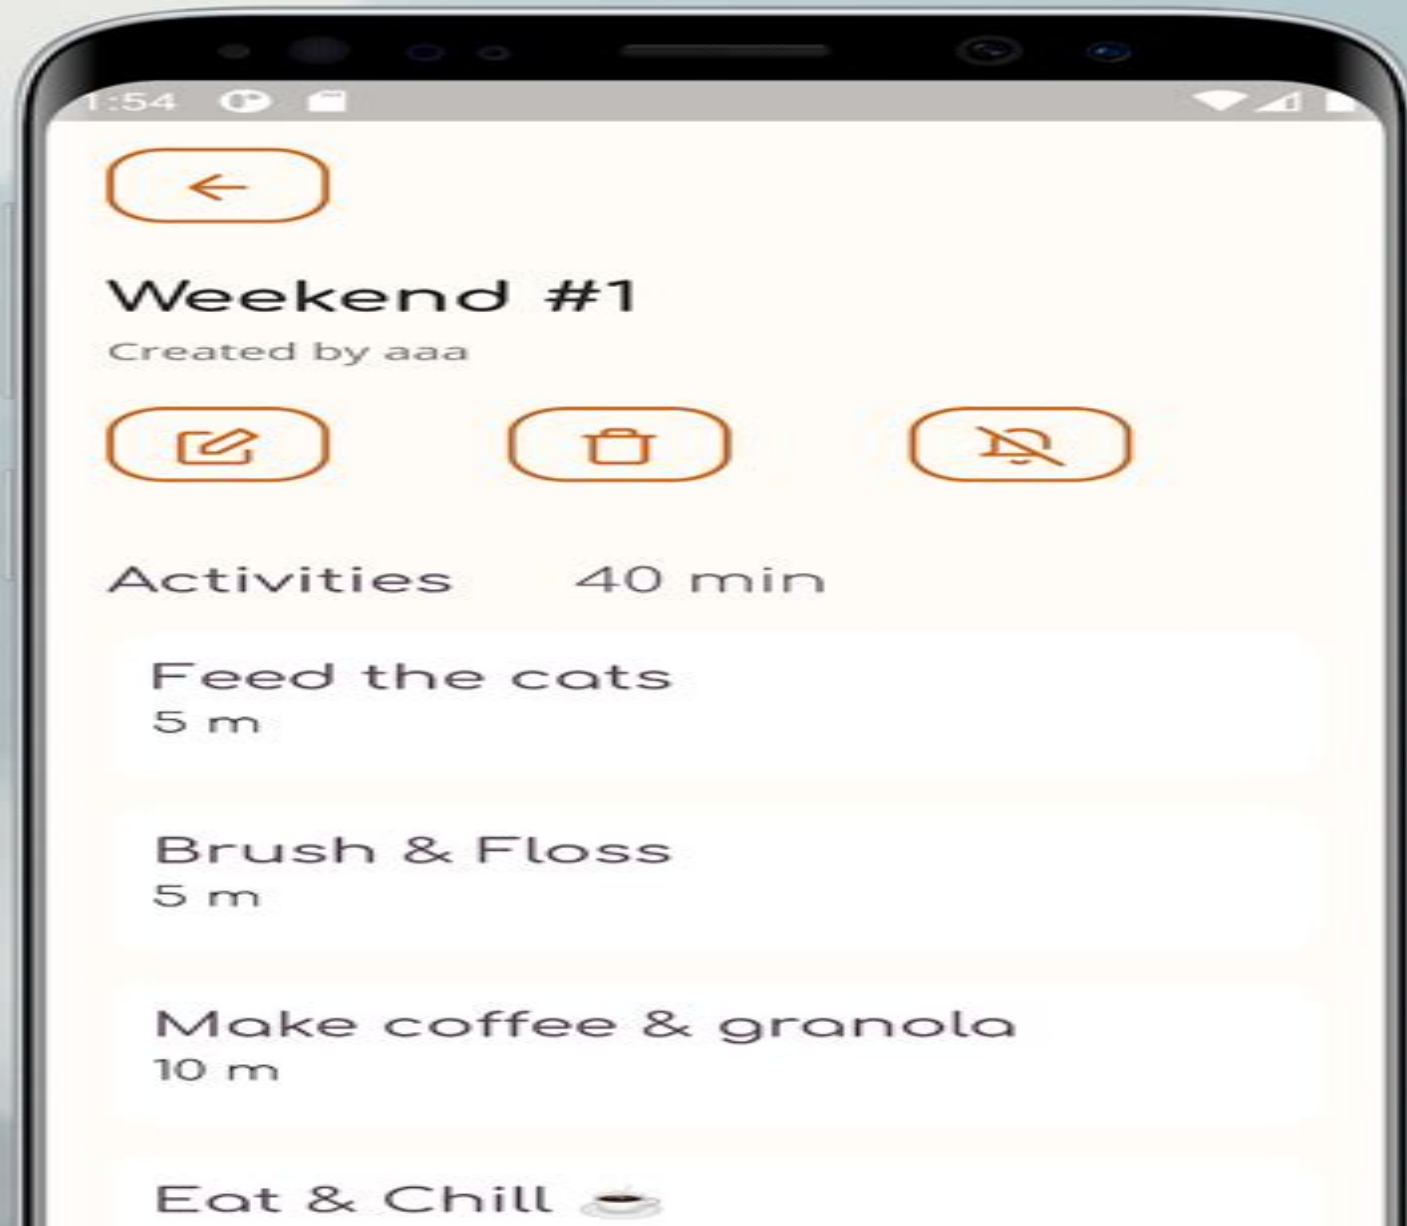 1:54
Weekend #1
Created by aaa
Activities 40 min
Feed the cats
5 m
Brush & Floss
5 m
Make coffee & granola
10 m
Eat & Chill ☕